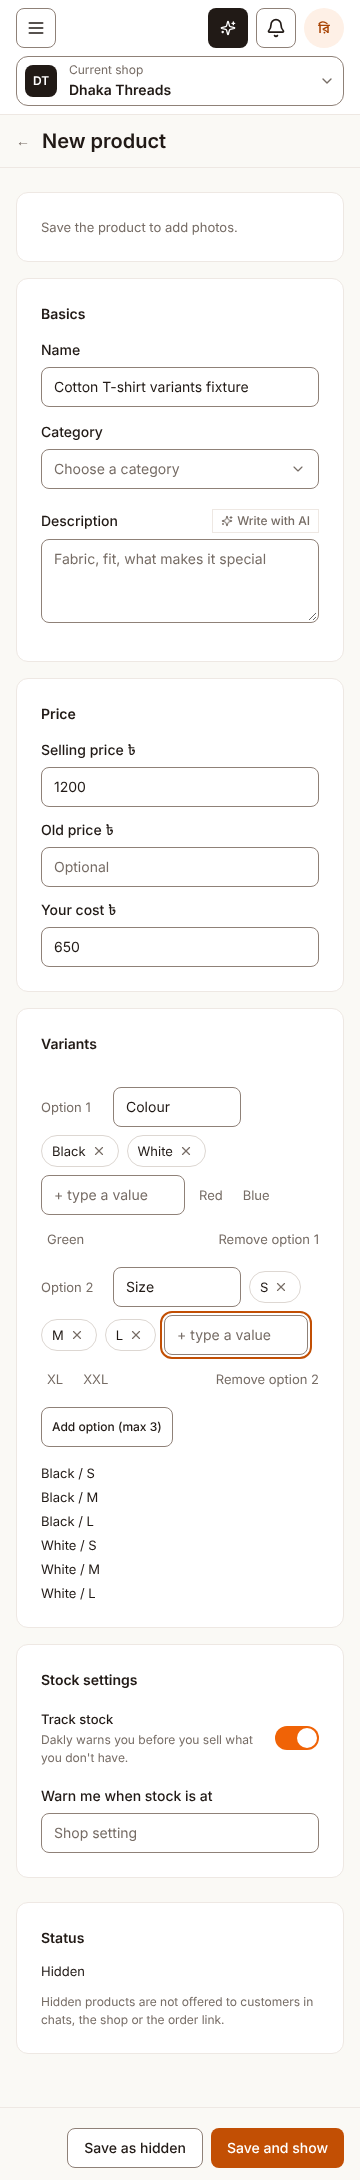 রি
DT
Current shop
Dhaka Threads
← New product
Save the product to add photos.
Basics
Name
Cotton T-shirt variants fixture
Category
Choose a category
Description
Write with AI
Fabric, fit, what makes it special
Price
Selling price ৳
1200
Old price ৳
Optional
Your cost ৳
650
Variants
Option 1
Colour
Black ×
White ×
+ type a value
Red
Blue
Green
Remove option 1
Option 2
Size
S ×
M ×
L ×
+ type a value
XL
XXL
Remove option 2
Add option (max 3)
Black / S
Black / M
Black / L
White / S
White / M
White / L
Stock settings
Track stock
Dakly warns you before you sell what
you don't have.
Warn me when stock is at
Shop setting
Status
Hidden
Hidden products are not offered to customers in
chats, the shop or the order link.
Save as hidden
Save and show